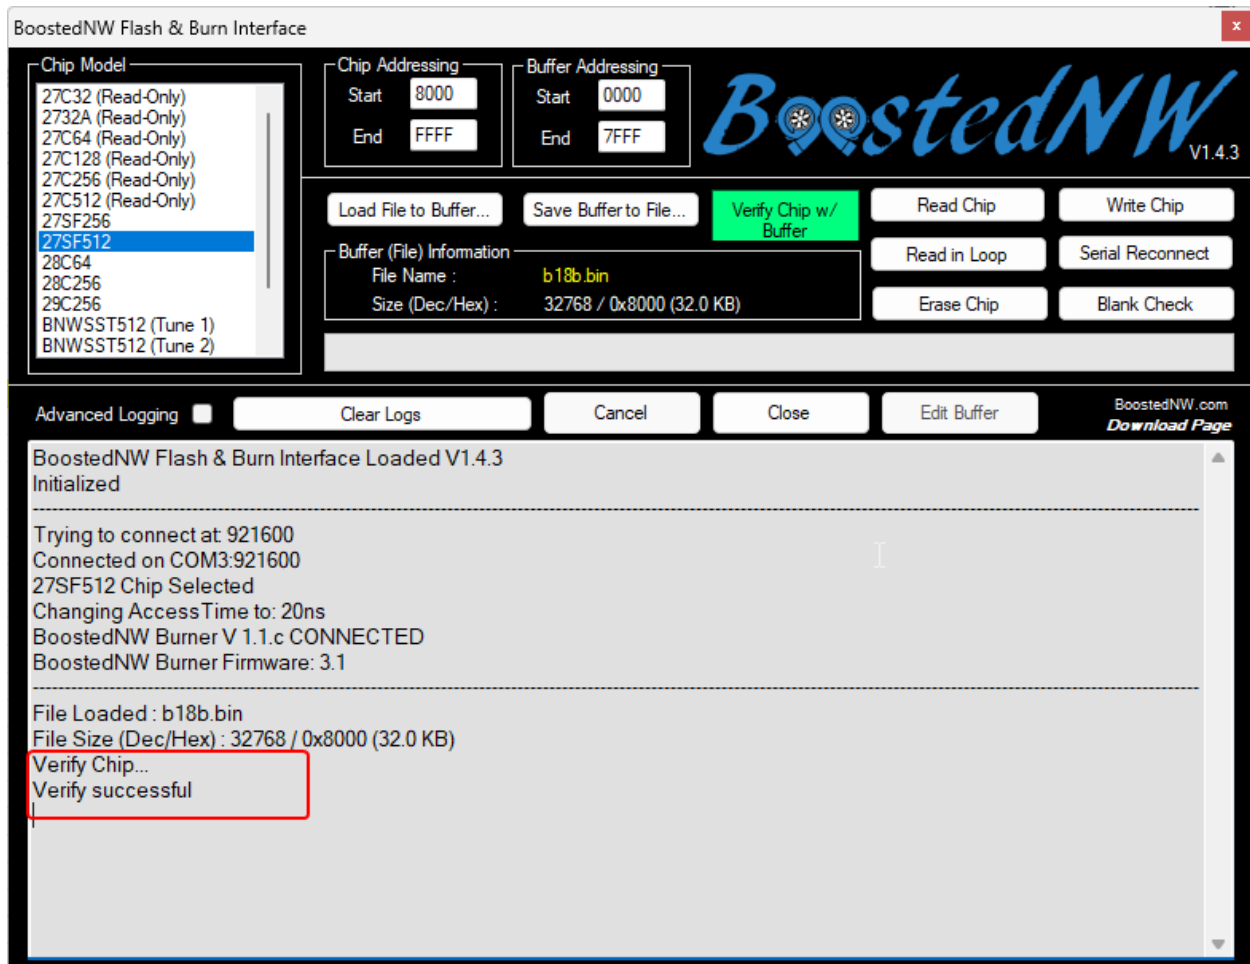 BoostedNW Flash & Burn Interface
x
Chip Model
27C32 (Read-Only)
2732A (Read-Only)
27C64 (Read-Only)
27C128 (Read-Only)
27C256 (Read-Only)
27C512 (Read-Only)
27SF256
27SF512
28C64
28C256
29C256
BNWSST512 (Tune 1)
BNWSST512 (Tune 2)
Chip Addressing
Start 8000
End FFFF
Buffer Addressing
Start 0000
End 7FFF
BoostedNW
V1.4.3
Load File to Buffer...
Save Buffer to File...
Verify Chip w/
Buffer
Read Chip
Write Chip
Read in Loop
Serial Reconnect
Erase Chip
Blank Check
Buffer (File) Information
File Name : b18b.bin
Size (Dec/Hex) : 32768 / 0x8000 (32.0 KB)
Advanced Logging
Clear Logs
Cancel
Close
Edit Buffer
BoostedNW.com
Download Page
BoostedNW Flash & Burn Interface Loaded V1.4.3
Initialized
Trying to connect at: 921600
Connected on COM3:921600
27SF512 Chip Selected
Changing AccessTime to: 20ns
BoostedNW Burner V 1.1.c CONNECTED
BoostedNW Burner Firmware: 3.1
File Loaded : b18b.bin
File Size (Dec/Hex) : 32768 / 0x8000 (32.0 KB)
Verify Chip...
Verify successful